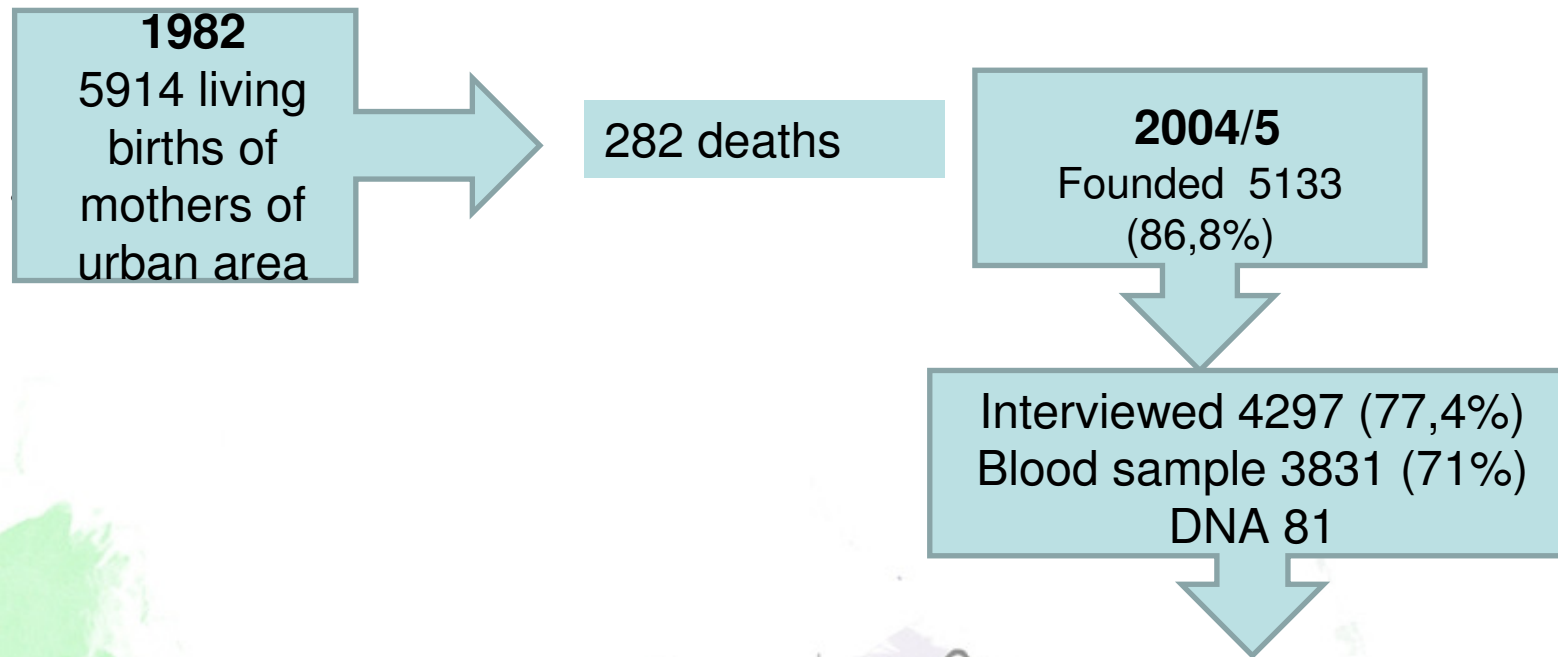 1982
5914 living
births of
mothers of
urban area
282 deaths
2004/5
Founded 5133
(86,8%)
Interviewed 4297 (77,4%)
Blood sample 3831 (71%)
DNA 81